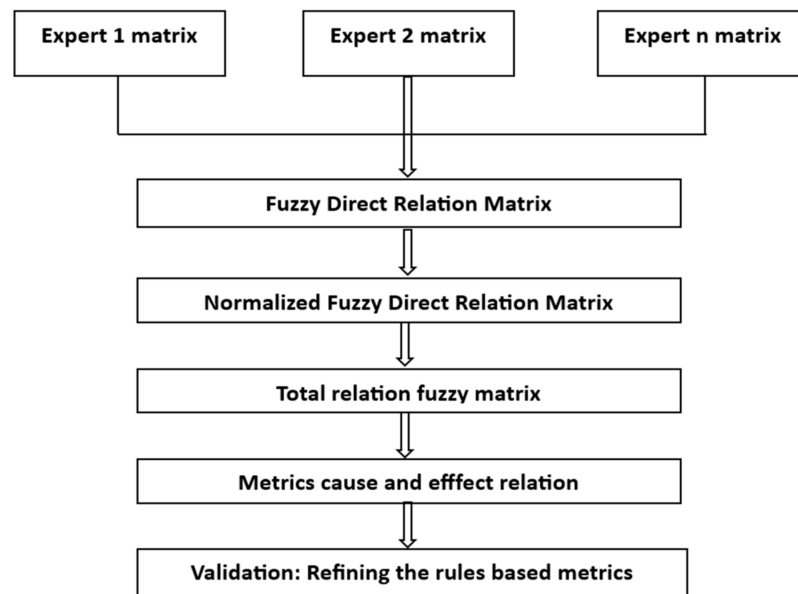 Expert 1 matrix
Expert 2 matrix
Expert n matrix
Fuzzy Direct Relation Matrix
Normalized Fuzzy Direct Relation Matrix
Total relation fuzzy matrix
Metrics cause and efffect relation
Validation: Refining the rules based metrics